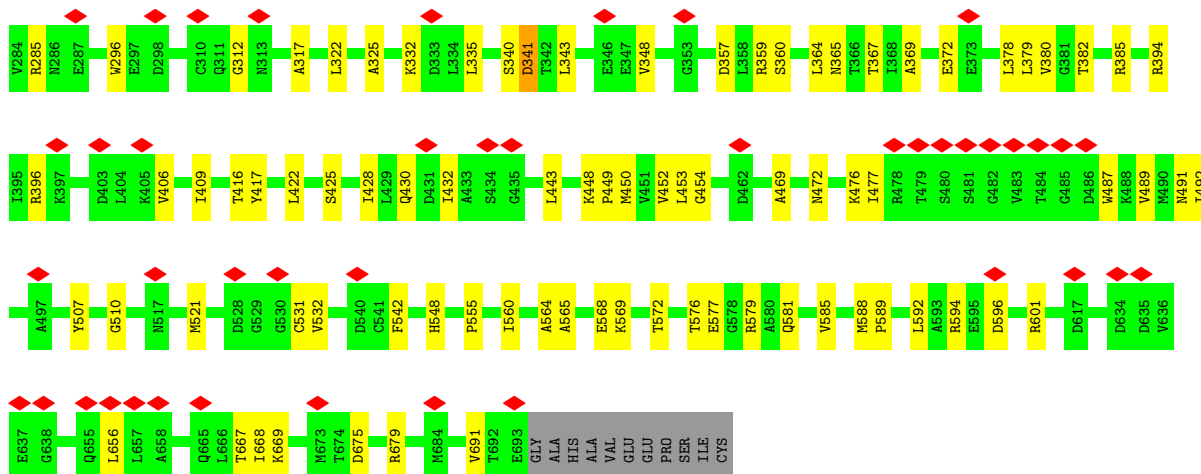 V284 R285 N286 E287 W296 E297 D298 C310 Q311 G312 N313 A317 L322 A325 K332 D333 L334 L335 S340 D341 T342 L343 E346 E347 V348 G353 D357 L358 R359 S360 L364 N365 T366 T367 I368 A369 E372 E373 L378 L379 V380 G381 T382 R385 R394
I395 R396 K397 D403 L404 K405 V406 I409 T416 Y417 L422 S425 I428 L429 Q430 D431 I432 A433 S434 G435 L443 K448 P449 M450 V451 V452 L453 G454 D462 A469 N472 K476 I477 R478 T479 S480 S481 G482 V483 T484 G485 D486 W487 K488 V489 M490 N491 I492
A497 Y507 G510 N517 M521 D528 G529 G530 C531 V532 D540 C541 F542 H548 P555 I560 A564 A565 E568 K569 T572 T576 E577 G578 R579 A580 Q581 V585 M588 P589 L592 A593 R594 E595 D596 R601 D617 D634 D635 V636
E637 G638 Q655 L656 L657 A658 Q665 L666 T667 I668 K669 M673 T674 D675 R679 M684 V691 T692 E693 GLY ALA HIS ALA VAL GLU GLU PRO SER ILE CYS